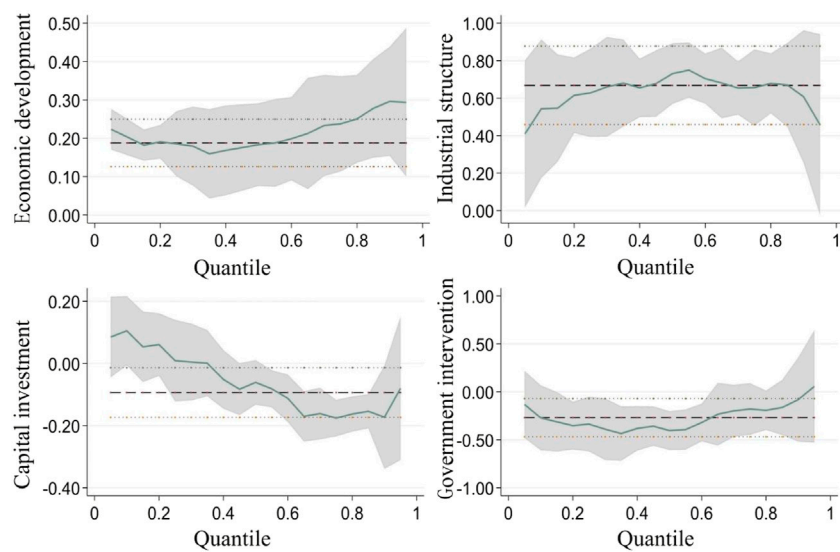 Economic development
0.50
0.40
0.30
0.20
0.10
0.00
0 0.2 0.4 0.6 0.8 1
Quantile
Industrial structure
1.00
0.80
0.60
0.40
0.20
0.00
0 0.2 0.4 0.6 0.8 1
Quantile
Capital investment
0.20
0.00
-0.20
-0.40
0 0.2 0.4 0.6 0.8 1
Quantile
Government intervention
1.00
0.50
0.00
-0.50
-1.00
0 0.2 0.4 0.6 0.8 1
Quantile